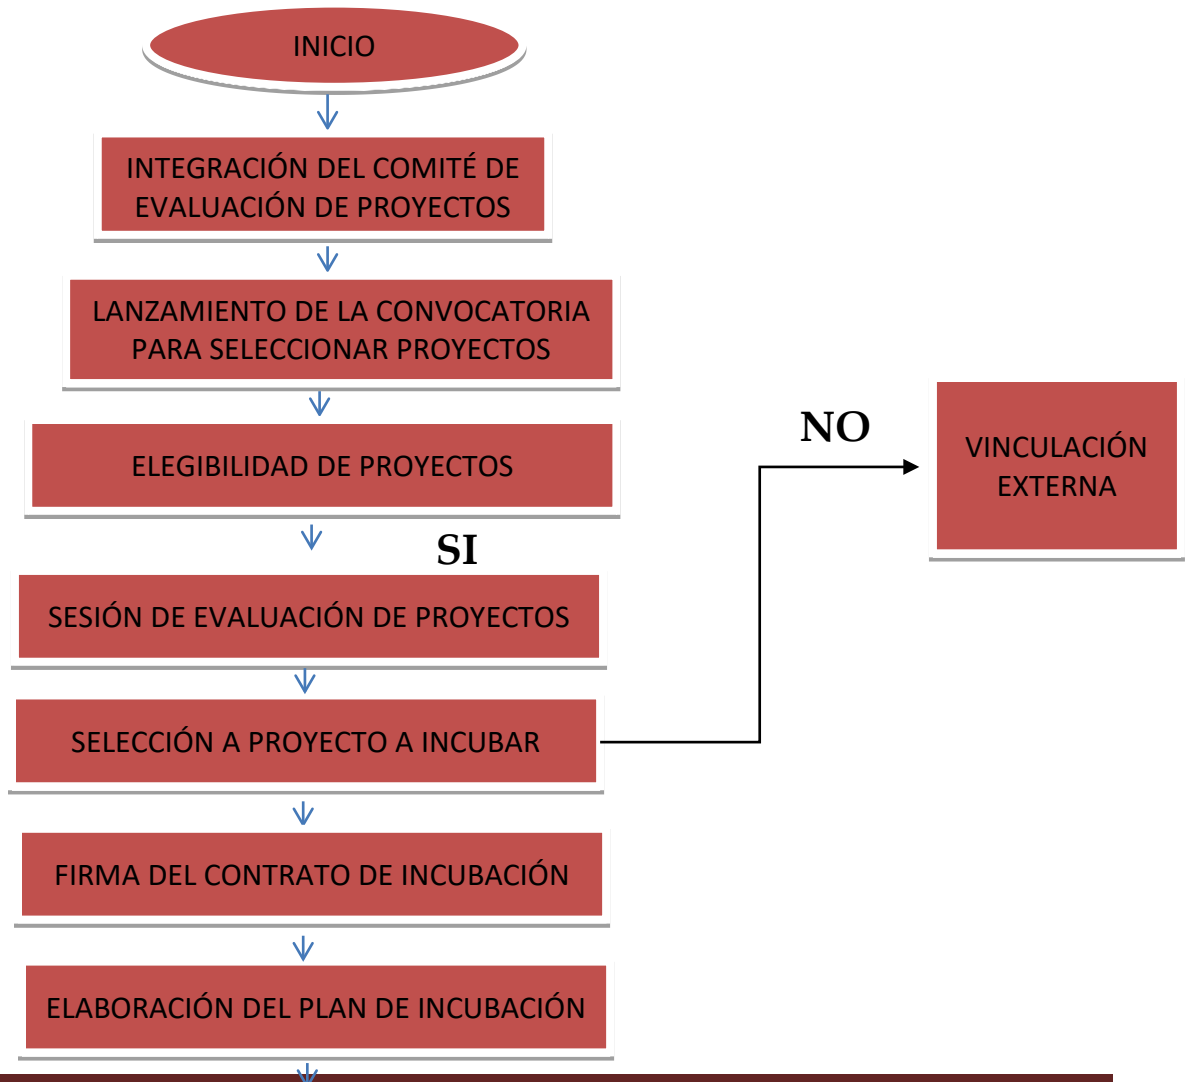 INICIO
INTEGRACIÓN DEL COMITÉ DE
EVALUACIÓN DE PROYECTOS
LANZAMIENTO DE LA CONVOCATORIA
PARA SELECCIONAR PROYECTOS
ELEGIBILIDAD DE PROYECTOS
NO
VINCULACIÓN
EXTERNA
SI
SESIÓN DE EVALUACIÓN DE PROYECTOS
SELECCIÓN A PROYECTO A INCUBAR
FIRMA DEL CONTRATO DE INCUBACIÓN
ELABORACIÓN DEL PLAN DE INCUBACIÓN